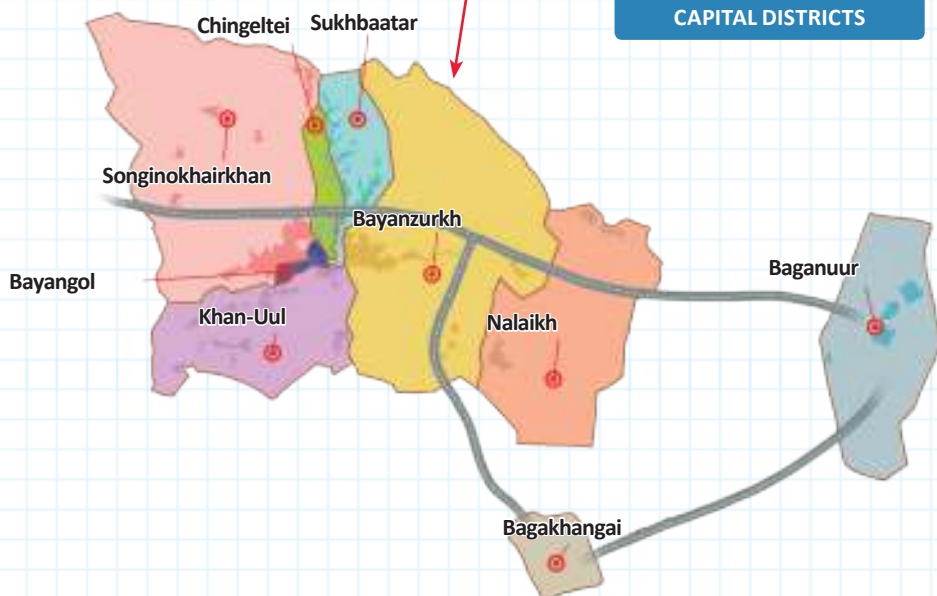 CAPITAL DISTRICTS
Chingeltei
Sukhbaatar
Songinokhairkhan
Bayanzurkh
Bayangol
Baganuur
Khan-Uul
Nalaikh
Bagakhangai